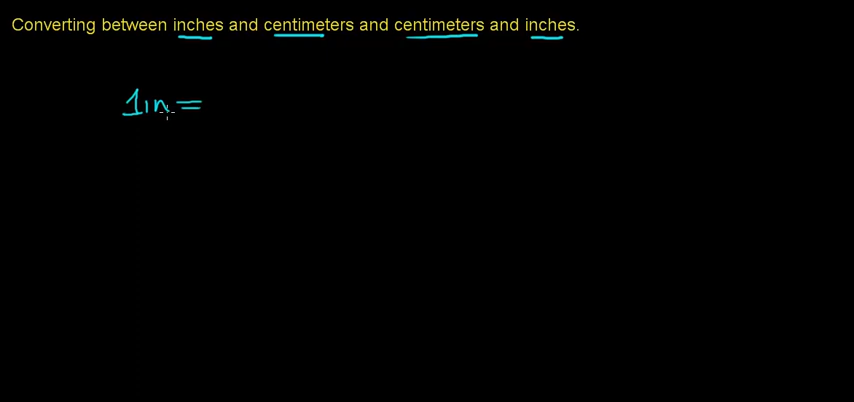 Converting between inches and centimeters and centimeters and inches.
1in=